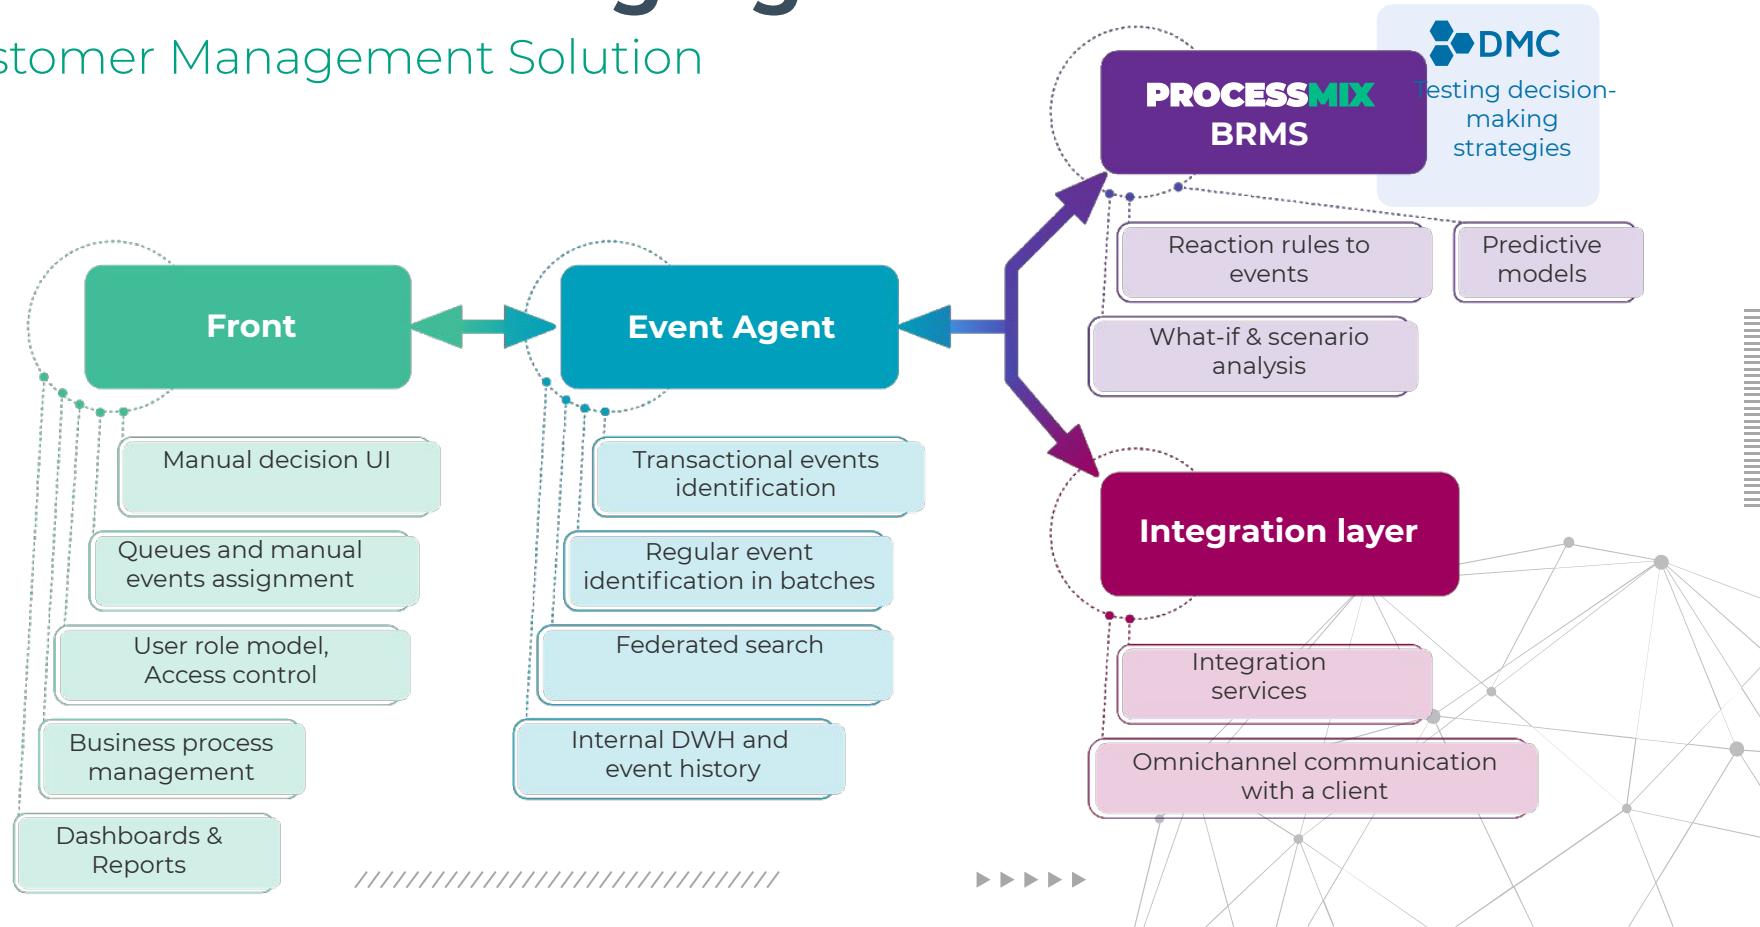 stomer Management Solution
DMC
Testing decision-
making
strategies
PROCESSMIX
BRMS
Reaction rules to
events
Predictive
models
What-if & scenario
analysis
Front
Event Agent
Integration layer
Manual decision UI
Queues and manual
events assignment
User role model,
Access control
Business process
management
Dashboards &
Reports
Transactional events
identification
Regular event
identification in batches
Federated search
Internal DWH and
event history
Integration
services
Omnichannel communication
with a client